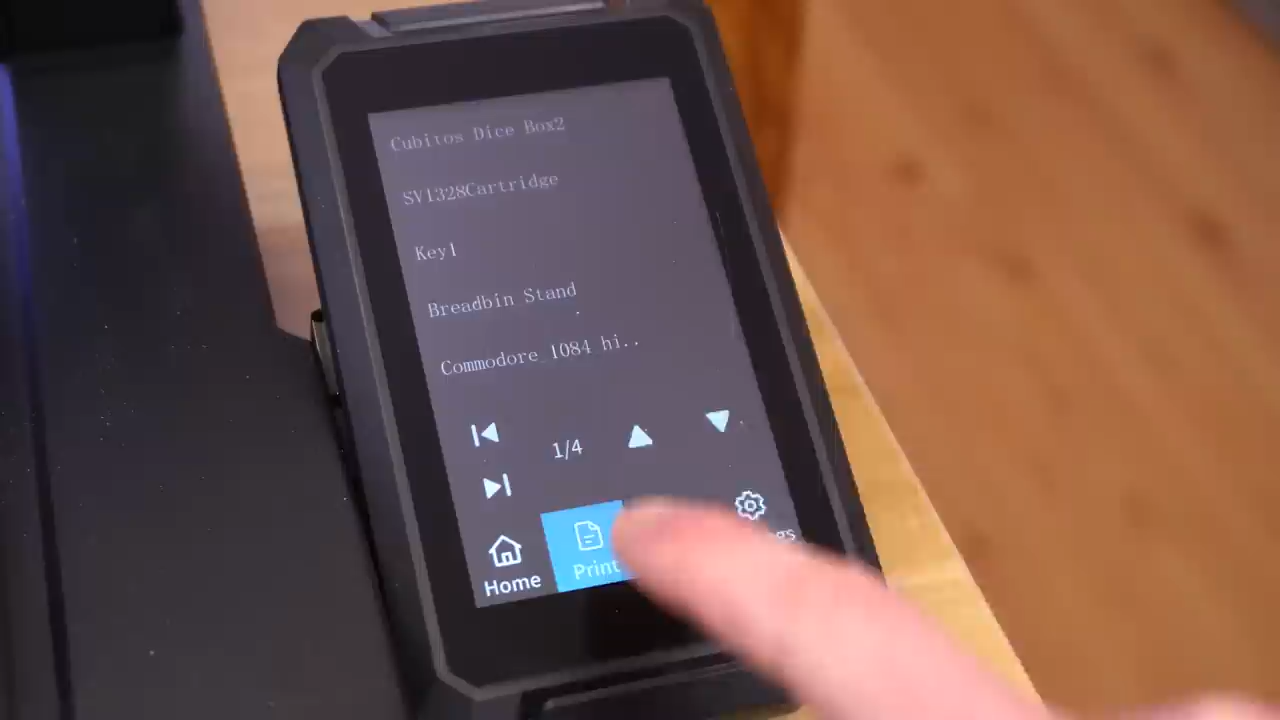 Cubitos Dice Box2
SV1328Cartridge
Key1
Breadbin Stand
Commodore 1084 hi..
1/4
Home
Print